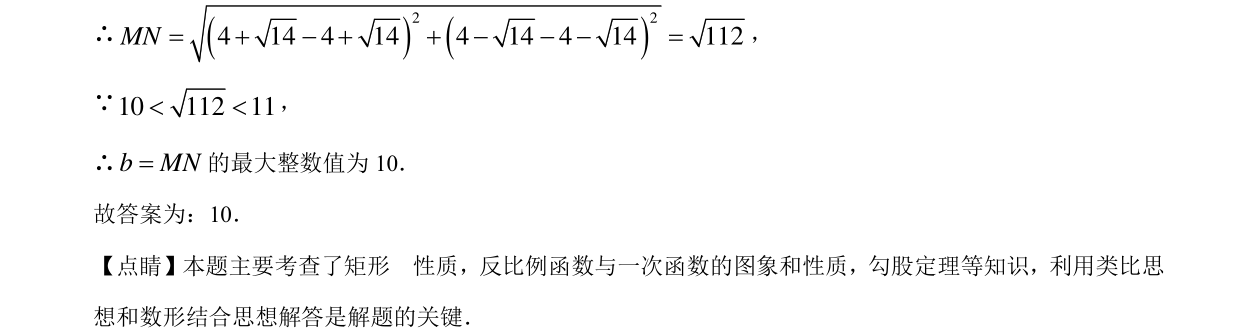 ∴ MN = √((4+√14−4+√14)²+(4−√14−4−√14)²) = √112，
∵ 10 < √112 < 11，
∴ b = MN 的最大整数值为 10．
故答案为：10．
【点睛】本题主要考查了矩形 性质，反比例函数与一次函数的图象和性质，勾股定理等知识，利用类比思
想和数形结合思想解答是解题的关键．